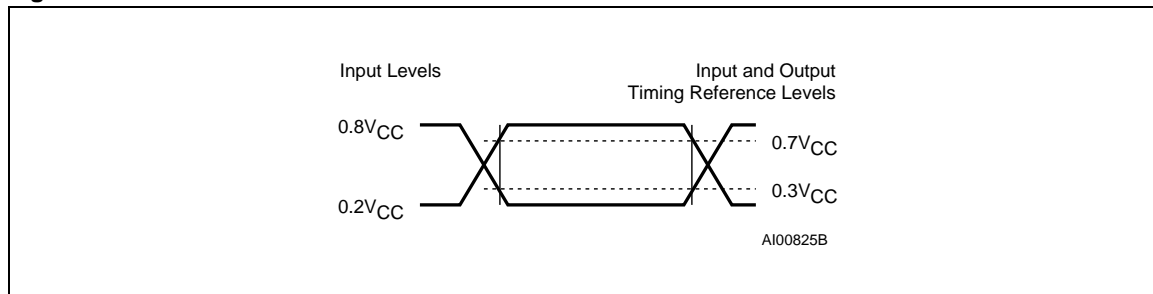 Input Levels
Input and Output
Timing Reference Levels
0.8VCC
0.7VCC
0.3VCC
0.2VCC
AI00825B